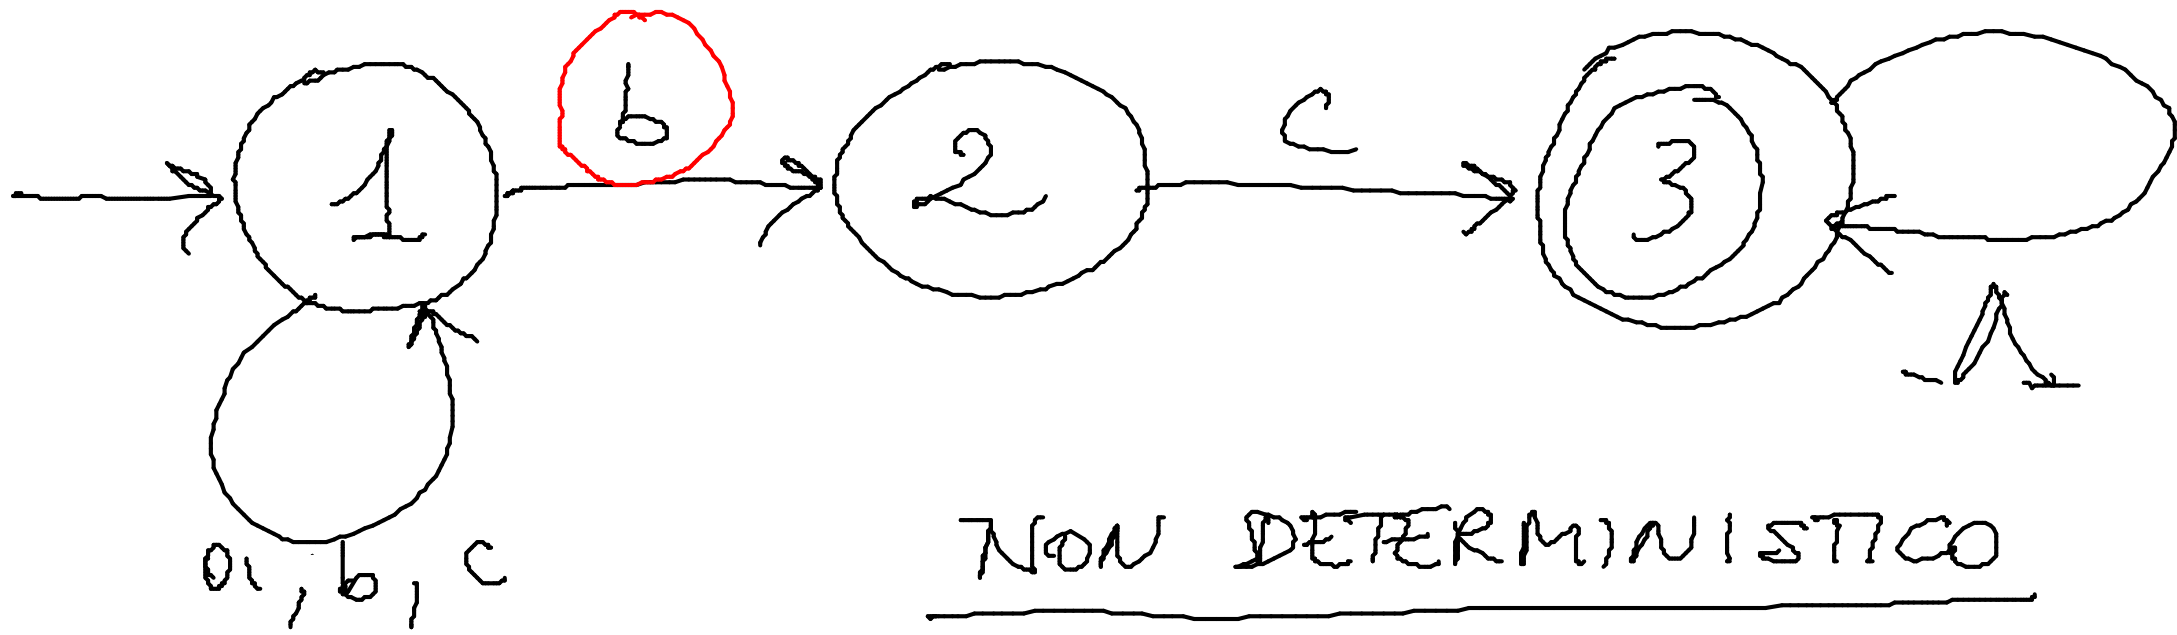 b
c
1
2
3
Λ
a, b, c
NON DETERMINISTICO